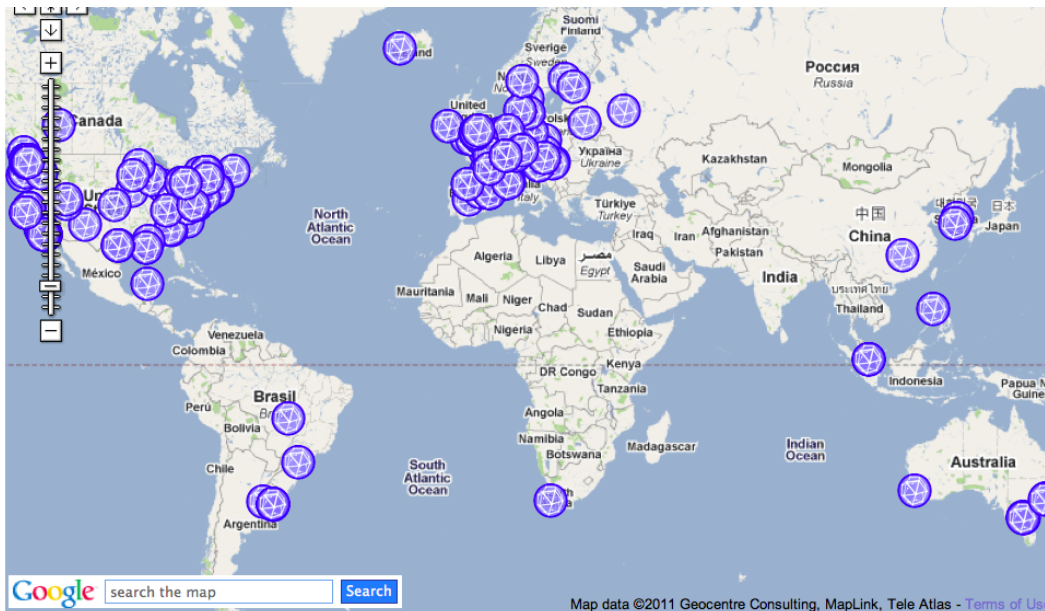 Suomi
Finland
Sverige
Sweden
Россия
Russia
Canada
United
Polsk
Україна
Ukraine
Kazakhstan
Mongolia
North
Atlantic
Ocean
Türkiye
Turkey
中国
China
日本
Japan
Iraq
Iran
Afghanistan
Pakistan
Algeria
Libya
مصر
Egypt
Saudi
Arabia
India
México
Mauritania
Mali
Niger
Chad
Sudan
ประเทศไทย
Thailand
Nigeria
Ethiopia
Venezuela
Colombia
DR Congo
Kenya
Tanzania
Indonesia
Papua N
Guine
Perú
Brasil
Bolivia
Angola
Namibia
Botswana
Madagascar
Indian
Ocean
Chile
South
Atlantic
Ocean
Australia
Argentina
Google
search the map
Search
Map data ©2011 Geocentre Consulting, MapLink, Tele Atlas - Terms of Us